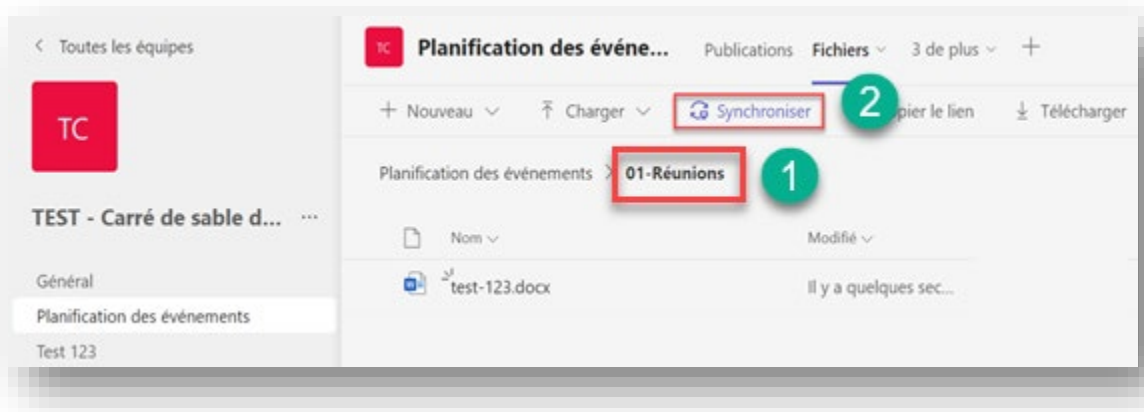 Toutes les équipes
TC
TEST - Carré de sable d... ...
Général
Planification des événements
Test 123
TC Planification des événe... Publications Fichiers 3 de plus +
+ Nouveau Charger Synchroniser 2 pier le lien Télécharger
Planification des événements > 01-Réunions 1
Nom Modifié
test-123.docx Il y a quelques sec...